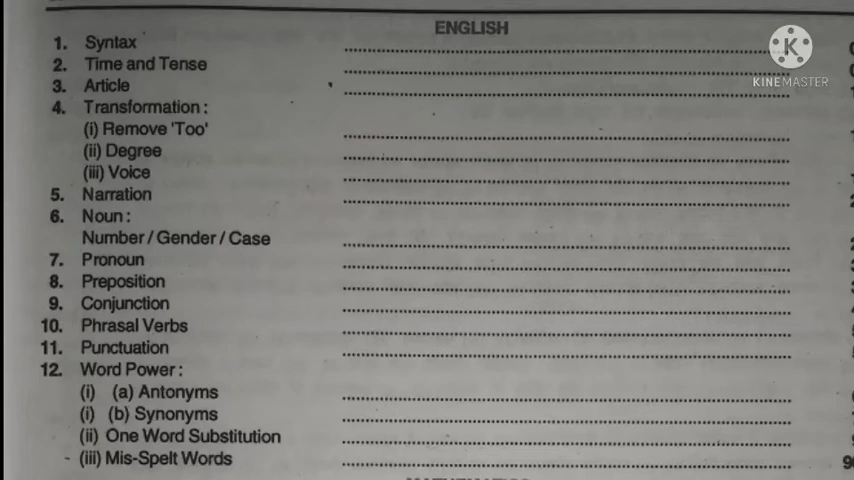 ENGLISH
1. Syntax ........................
2. Time and Tense ........................
3. Article ........................
4. Transformation :
(i) Remove 'Too' ........................
(ii) Degree ........................
(iii) Voice ........................
5. Narration ........................
6. Noun :
Number / Gender / Case ........................
7. Pronoun ........................
8. Preposition ........................
9. Conjunction ........................
10. Phrasal Verbs ........................
11. Punctuation ........................
12. Word Power :
(i) (a) Antonyms ........................
(i) (b) Synonyms ........................
(ii) One Word Substitution ........................
- (iii) Mis-Spelt Words ........................
K
KINEMASTER